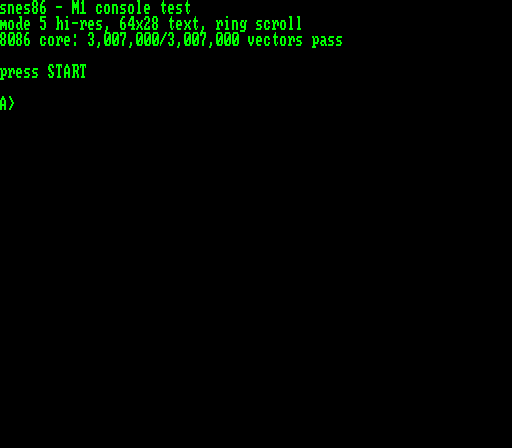 snes86 - M1 console test
mode 5 hi-res, 64x28 text, ring scroll
8086 core: 3,007,000/3,007,000 vectors pass
press START
A>